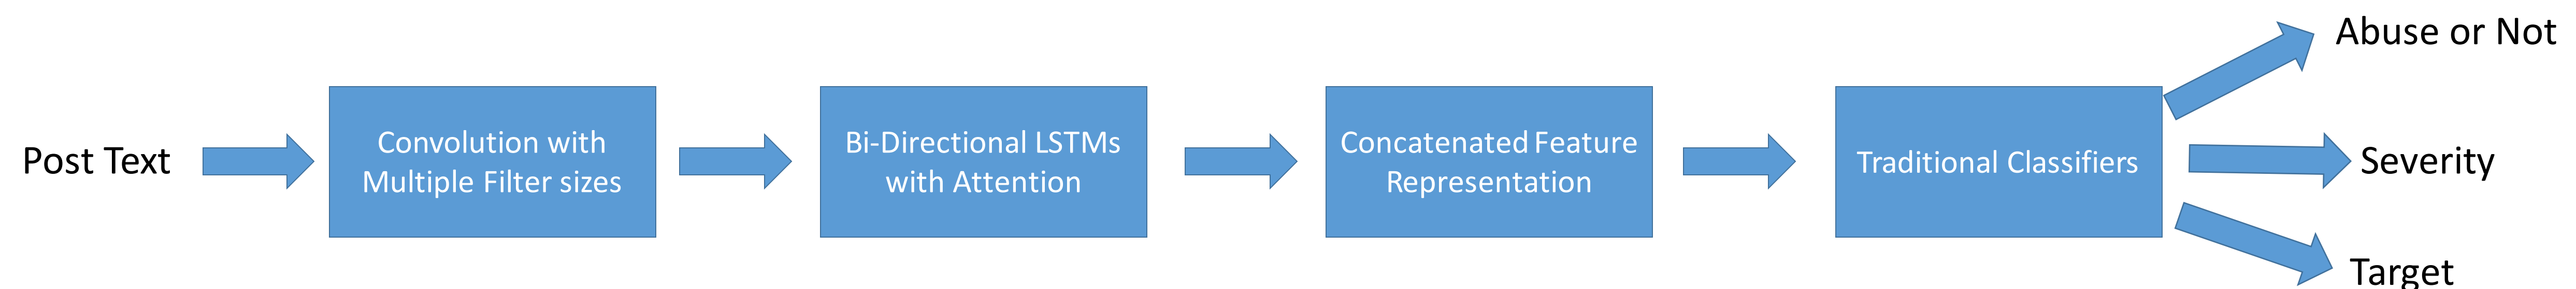 Post Text
Convolution with
Multiple Filter sizes
Bi-Directional LSTMs
with Attention
Concatenated Feature
Representation
Traditional Classifiers
Abuse or Not
Severity
Target